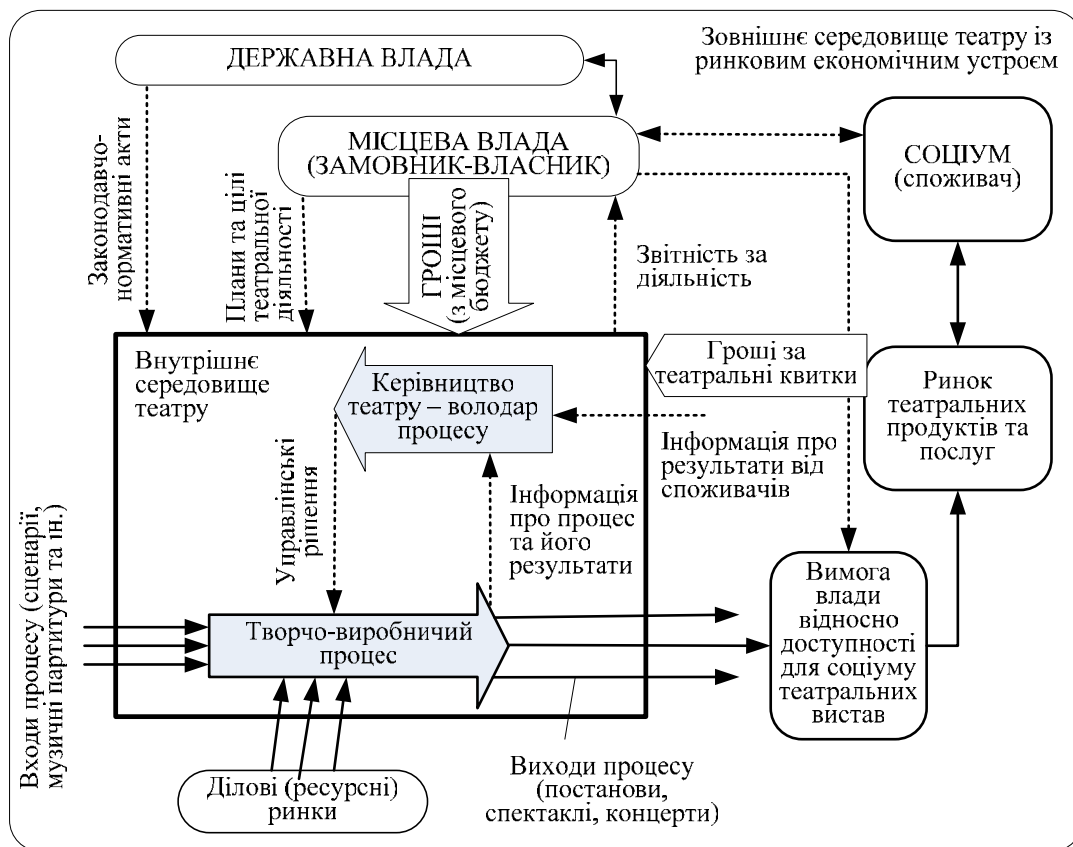 ДЕРЖАВНА ВЛАДА
Зовнішнє середовище театру із
ринковим економічним устроєм
МІСЦЕВА ВЛАДА
(ЗАМОВНИК-ВЛАСНИК)
СОЦІУМ
(споживач)
Законодавчо-
нормативні акти
Плани та цілі
театральної
діяльності
ГРОШІ
(з місцевого
бюджету)
Звітність за
діяльність
Внутрішнє
середовище
театру
Керівництво
театру – володар
процесу
Гроші за
театральні квитки
Ринок
театральних
продуктів та
послуг
Інформація про
результати від
споживачів
Управлінські
рішення
Інформація
про процес
та його
результати
Входи процесу (сценарії,
музичні партитури та ін.)
Творчо-виробничий
процес
Вимога
влади
відносно
доступності
для соціуму
театральних
вистав
Ділові (ресурсні)
ринки
Виходи процесу
(постанови,
спектаклі, концерти)